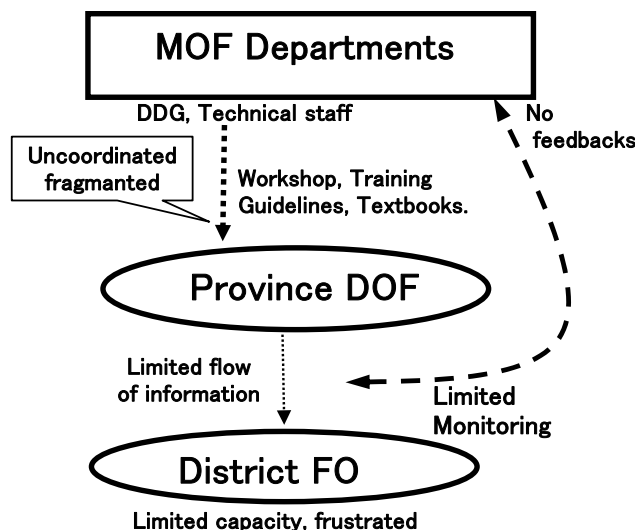 MOF Departments
DDG, Technical staff
No
feedbacks
Uncoordinated
fragmanted
Workshop, Training
Guidelines, Textbooks.
Province DOF
Limited flow
of information
Limited
Monitoring
District FO
Limited capacity, frustrated